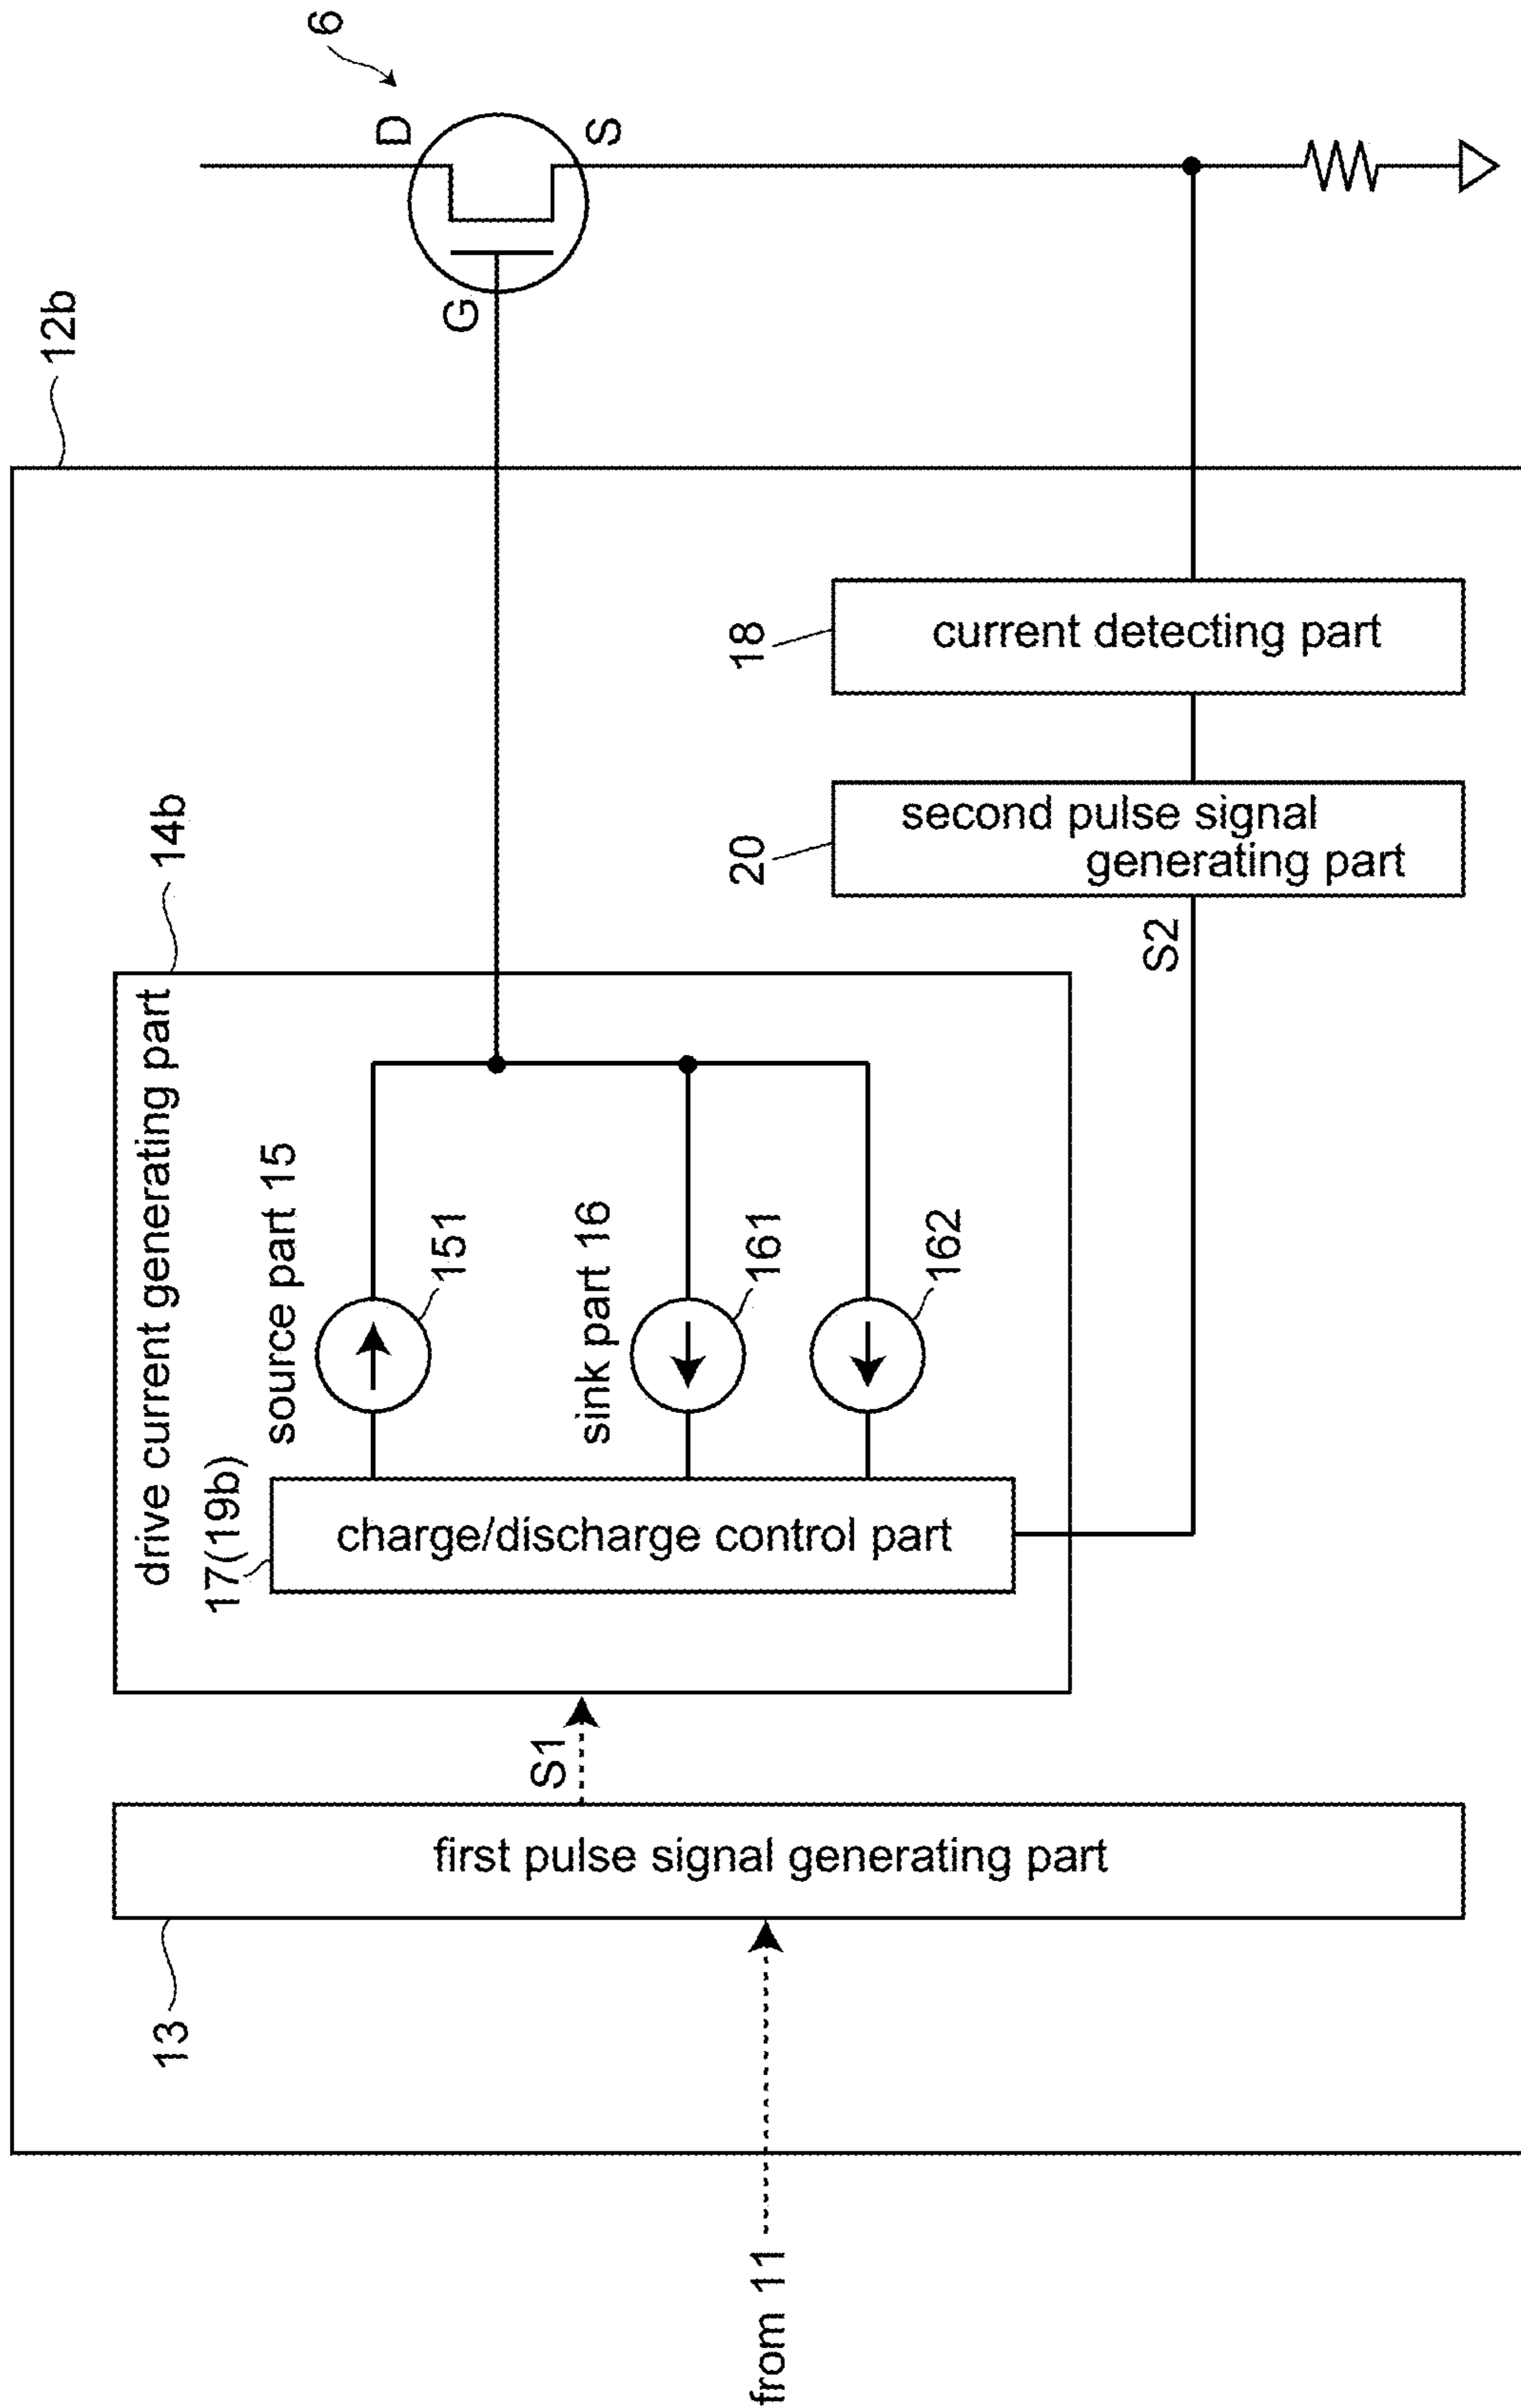 12b
6
14b
drive current generating part
D
17(19b)
source part 15
G
13
151
S
S1
sink part 16
161
first pulse signal generating part
charge/discharge control part
162
20
18
from 11
second pulse signal
generating part
current detecting part
S2